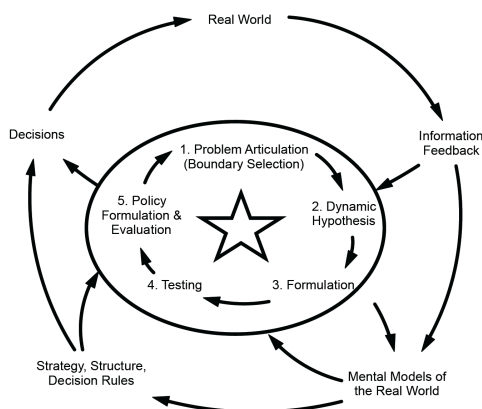 Real World
Decisions
Information
Feedback
1. Problem Articulation
(Boundary Selection)
2. Dynamic
Hypothesis
3. Formulation
4. Testing
5. Policy
Formulation &
Evaluation
Strategy, Structure,
Decision Rules
Mental Models of
the Real World